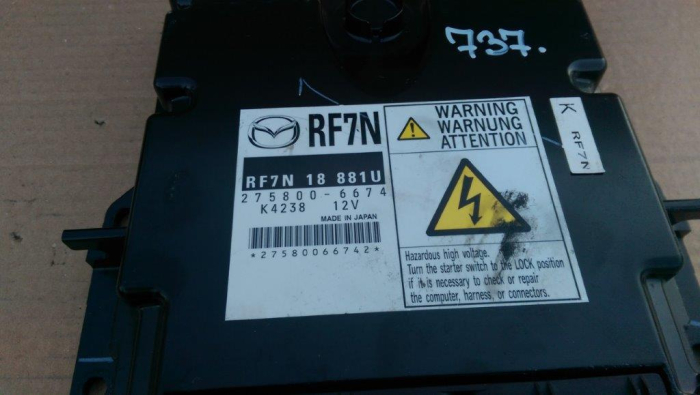 737.
RF7N
RF7N 18 881U
275800-6674
K4238 12V
MADE IN JAPAN
*27580066742*
WARNING
WARNUNG
ATTENTION
Hazardous high voltage.
Turn the starter switch to the LOCK position
if it is necessary to check or repair
the computer, harness, or connectors.
K RF7N